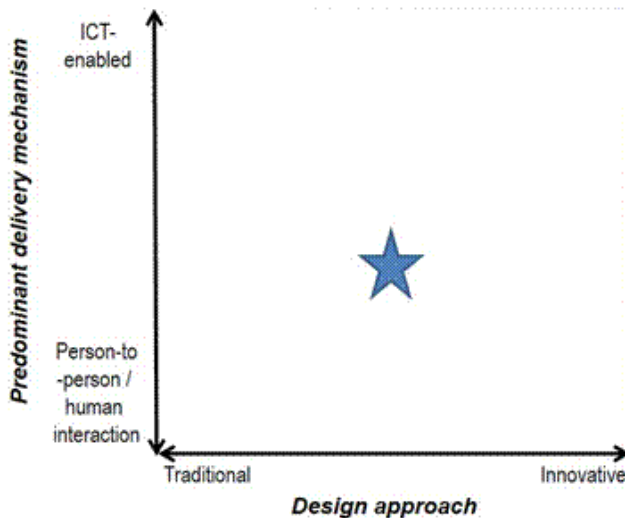 ICT-
enabled
Predominant delivery mechanism
Person-to
-person /
human
interaction
Traditional
Innovative
Design approach